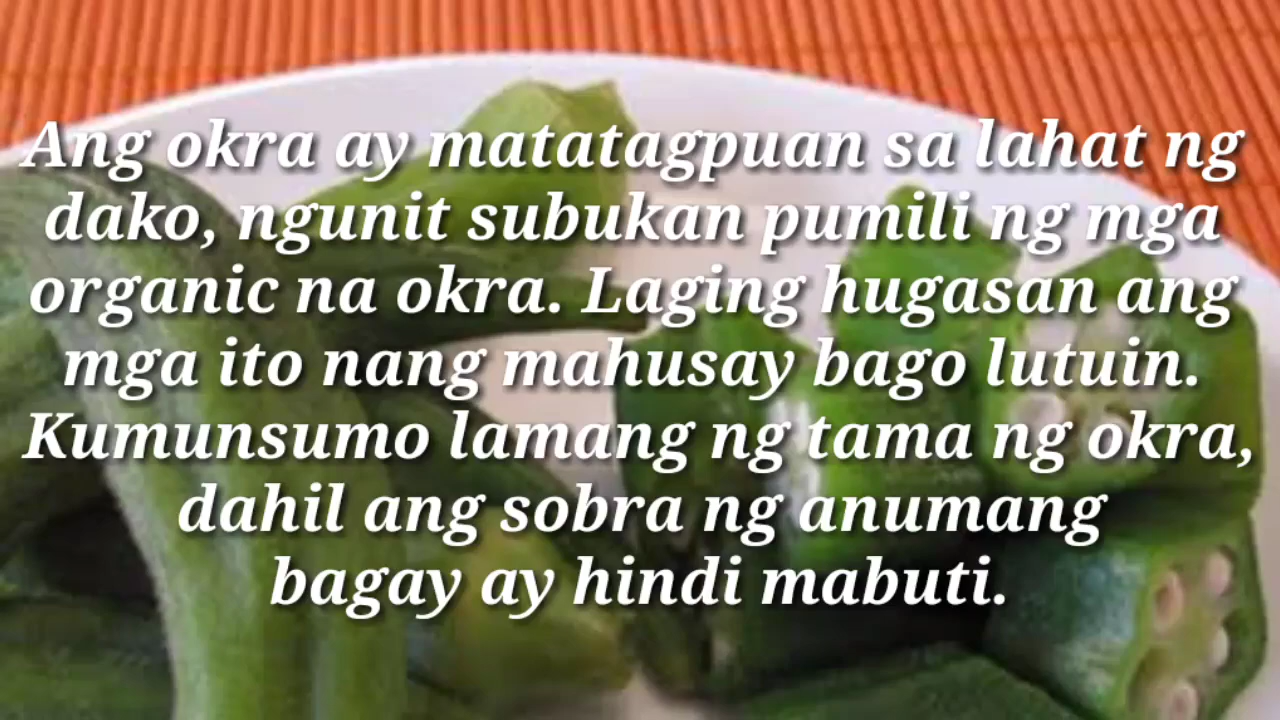 Ang okra ay matatagpuan sa lahat ng
dako, ngunit subukan pumili ng mga
organic na okra. Laging hugasan ang
mga ito nang mahusay bago lutuin.
Kumunsumo lamang ng tama ng okra,
dahil ang sobra ng anumang
bagay ay hindi mabuti.